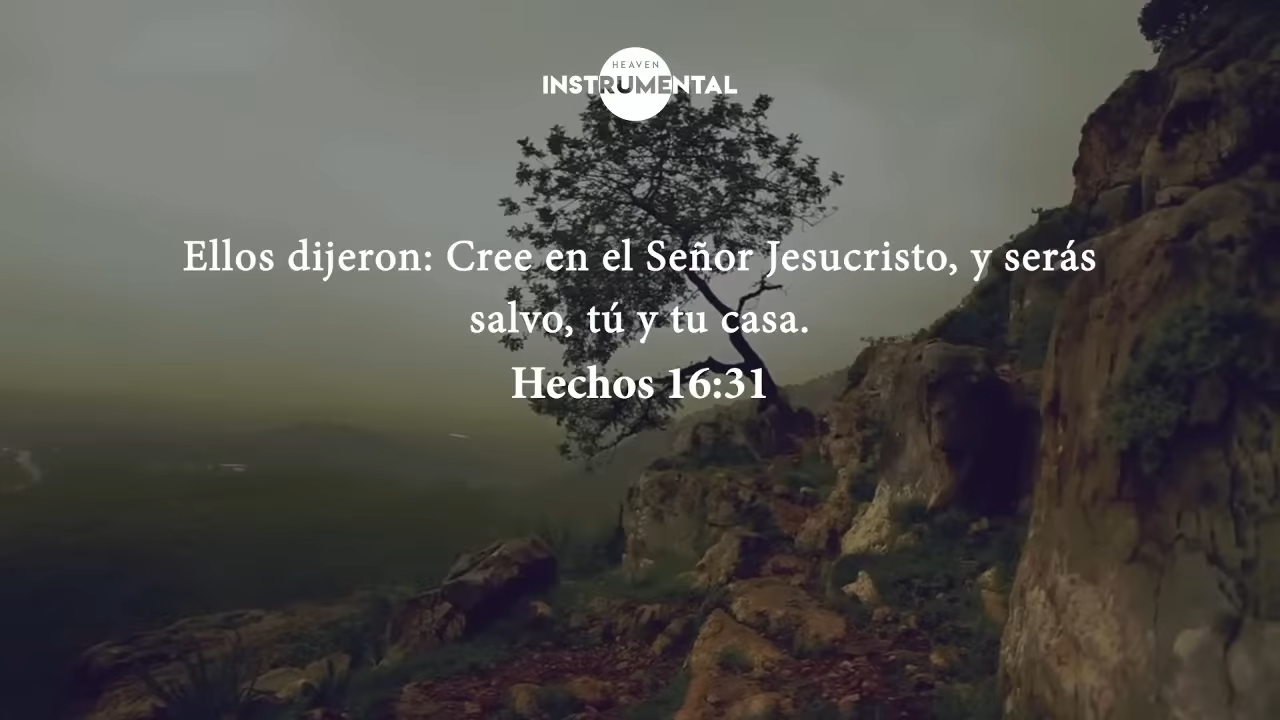 HEAVEN
INSTRUMENTAL
Ellos dijeron: Cree en el Señor Jesucristo, y serás
salvo, tú y tu casa.
Hechos 16:31